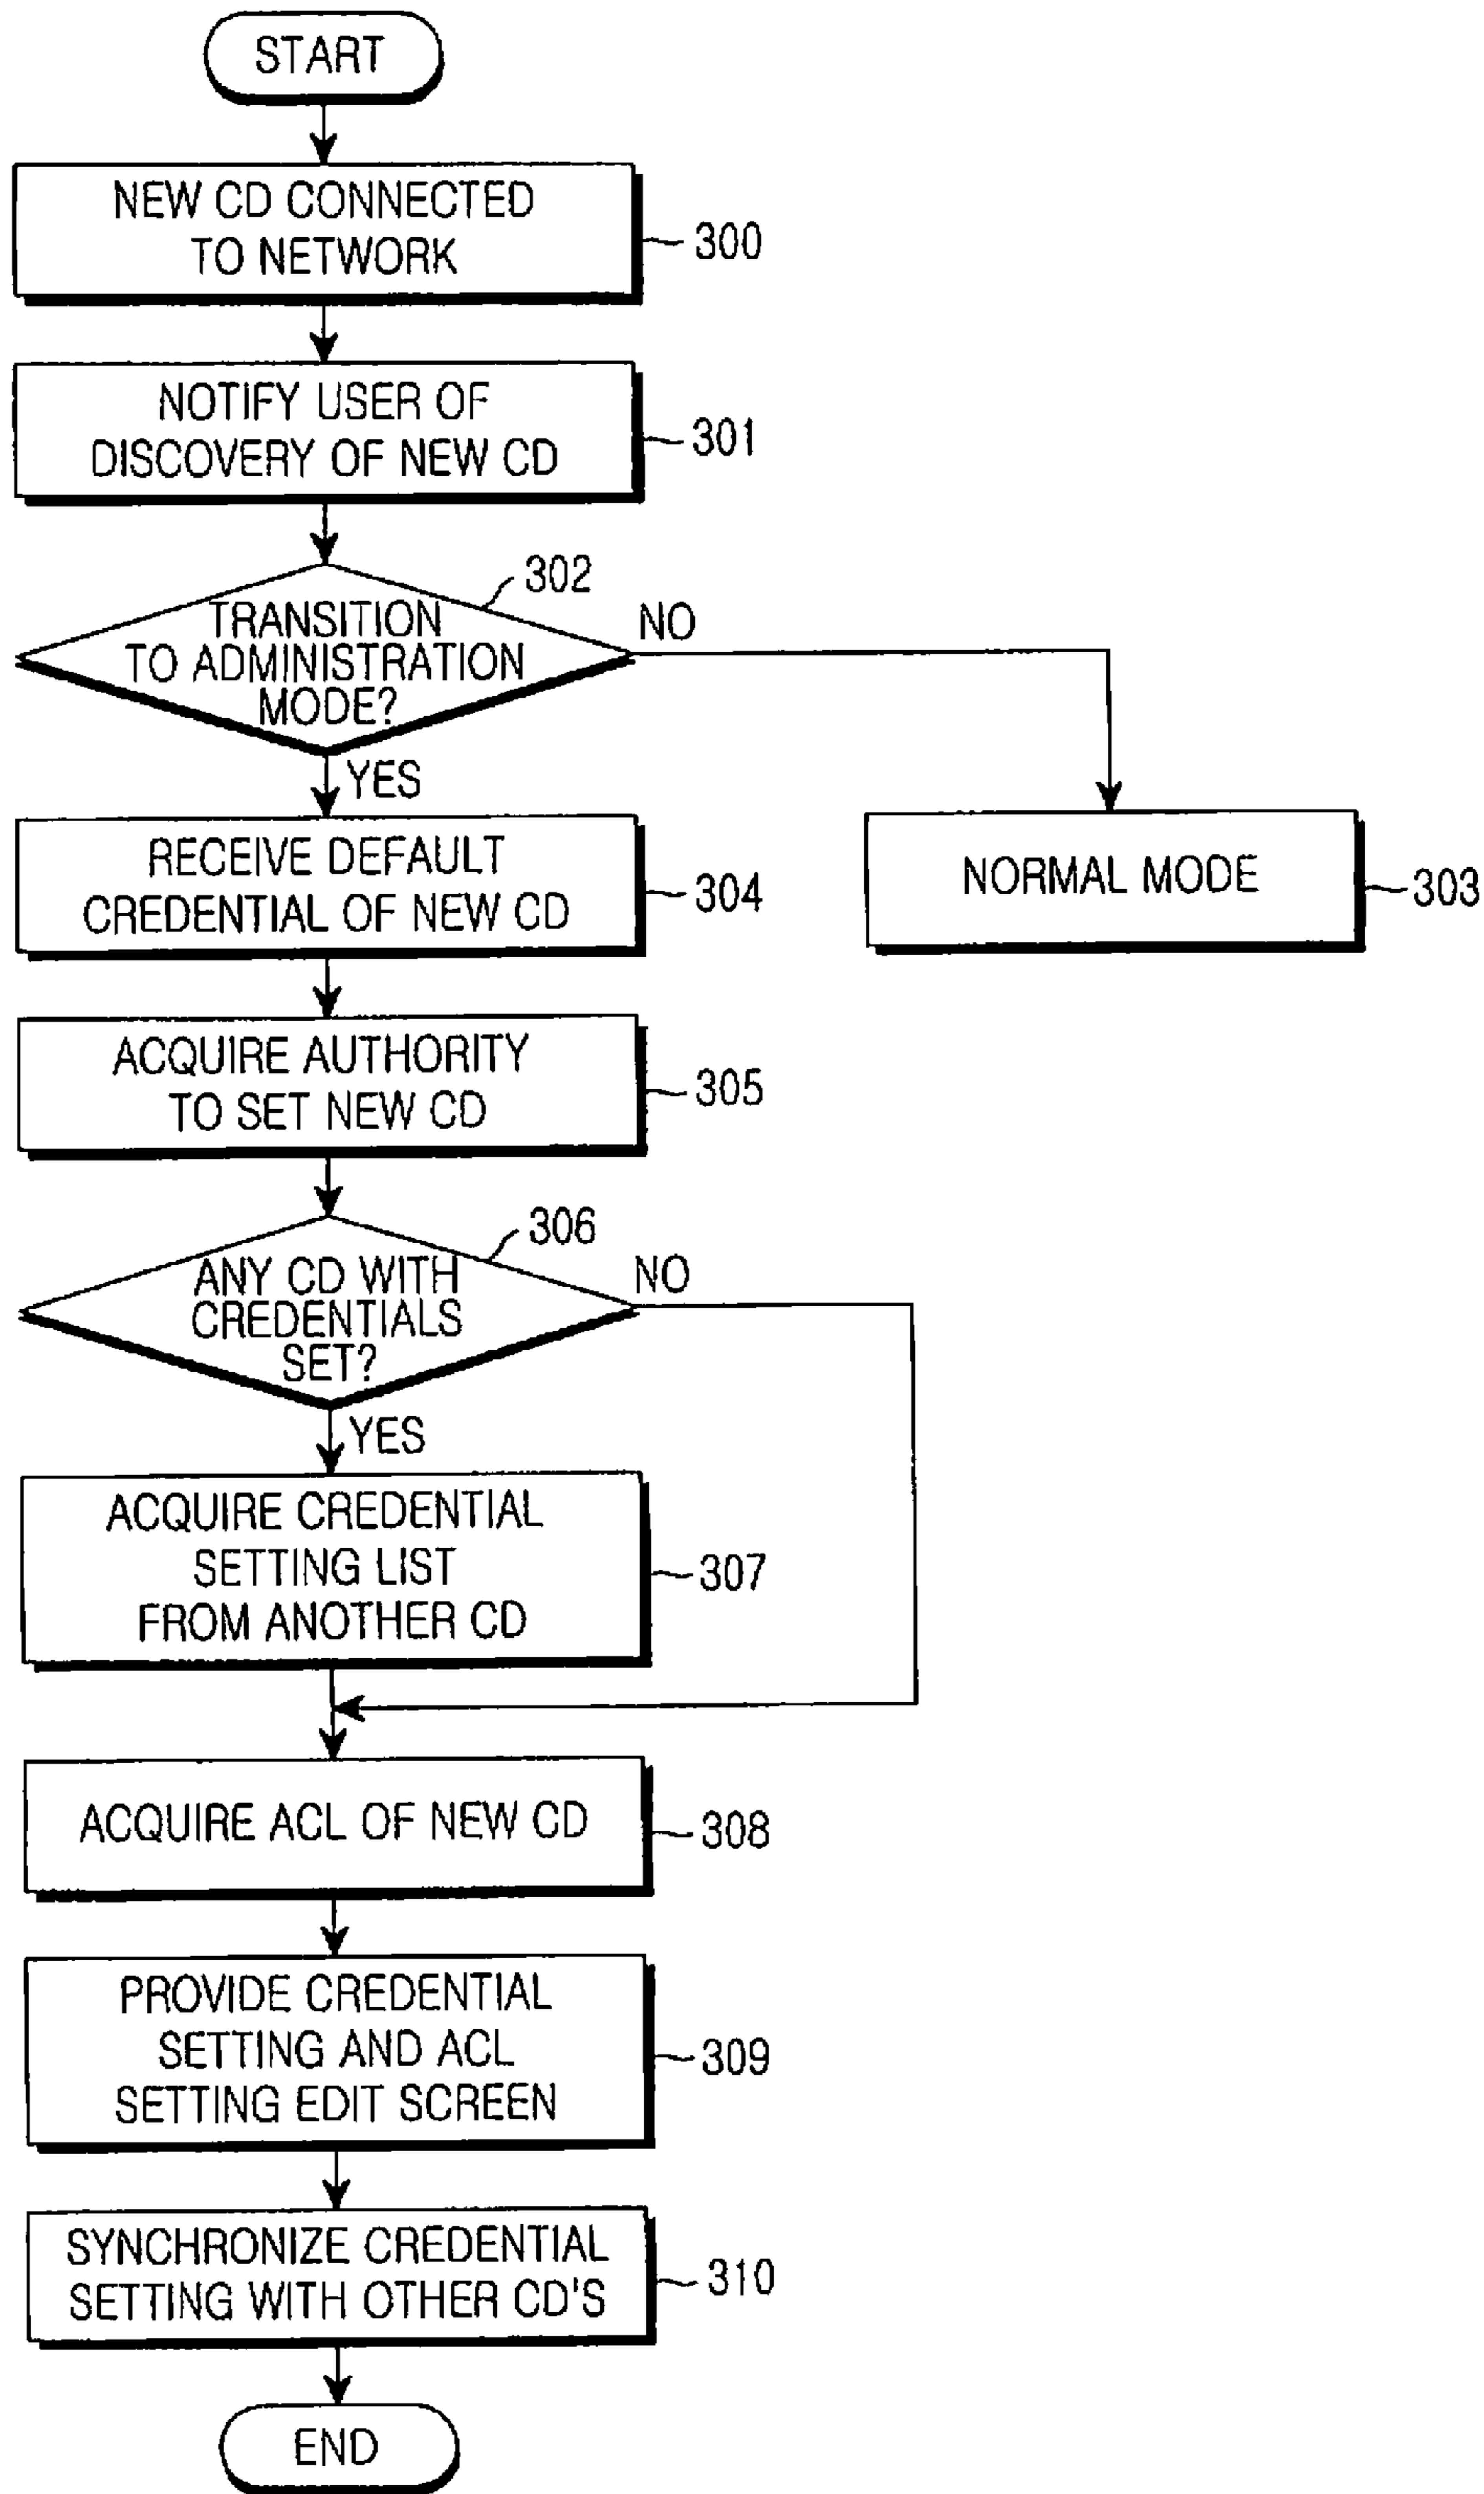 START
NEW CD CONNECTED
TO NETWORK
300
NOTIFY USER OF
DISCOVERY OF NEW CD
301
302
TRANSITION
TO ADMINISTRATION
MODE?
NO
YES
RECEIVE DEFAULT
CREDENTIAL OF NEW CD
304
NORMAL MODE
303
ACQUIRE AUTHORITY
TO SET NEW CD
305
306
ANY CD WITH
CREDENTIALS
SET?
NO
YES
ACQUIRE CREDENTIAL
SETTING LIST
FROM ANOTHER CD
307
ACQUIRE ACL OF NEW CD
308
PROVIDE CREDENTIAL
SETTING AND ACL
SETTING EDIT SCREEN
309
SYNCHRONIZE CREDENTIAL
SETTING WITH OTHER CD'S
310
END